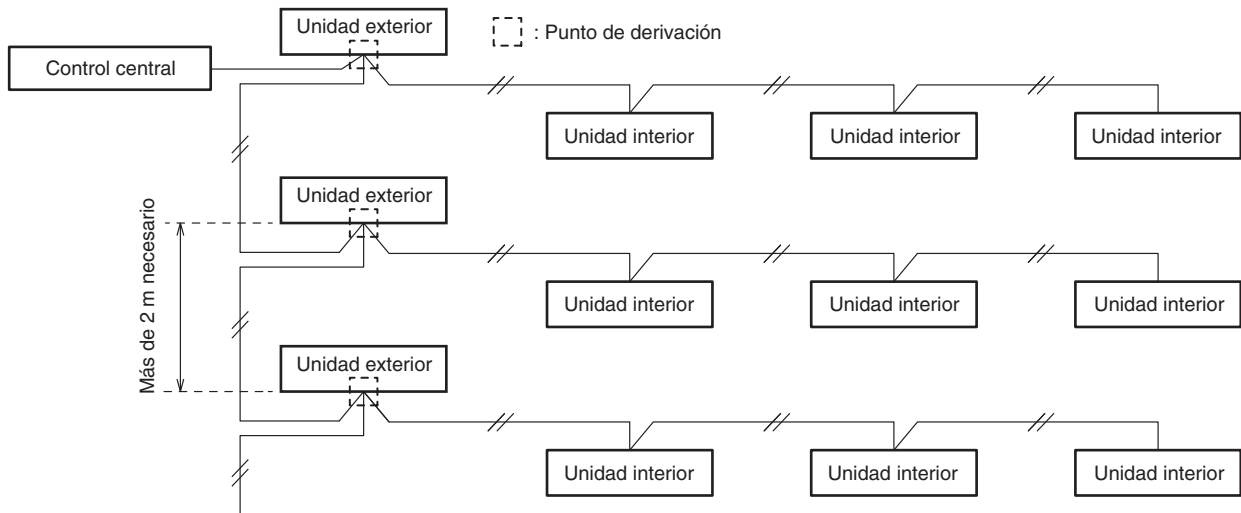 Unidad exterior
: Punto de derivación
Control central
Unidad interior
Unidad interior
Unidad interior
Unidad exterior
Más de 2 m necesario
Unidad interior
Unidad interior
Unidad interior
Unidad exterior
Unidad interior
Unidad interior
Unidad interior